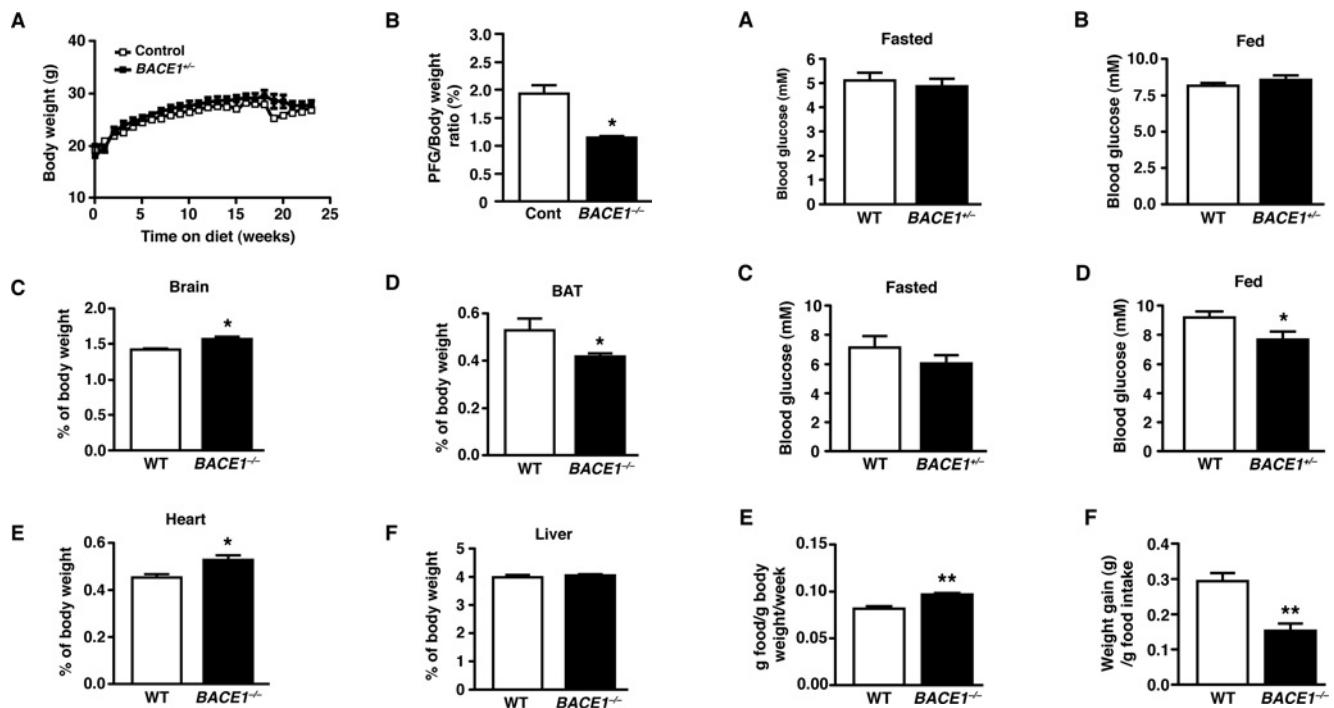 A
Body weight (g)
40
30
20
10
Control
BACE1+/–
0 5 10 15 20 25
Time on diet (weeks)
B
PFG/Body weight
ratio (%)
2.5
2.0
1.5
1.0
0.5
0.0
*
Cont BACE1–/–
A
Fasted
Blood glucose (mM)
6
5
4
3
2
1
0
WT BACE1+/–
B
Fed
Blood glucose (mM)
10.0
7.5
5.0
2.5
0.0
WT BACE1+/–
C
Brain
% of body weight
2.0
1.5
1.0
0.5
0.0
*
WT BACE1–/–
D
BAT
% of body weight
0.6
0.4
0.2
0.0
*
WT BACE1–/–
C
Fasted
Blood glucose (mM)
10
8
6
4
2
0
WT BACE1+/–
D
Fed
Blood glucose (mM)
10
8
6
4
2
0
*
WT BACE1+/–
E
Heart
% of body weight
0.6
0.4
0.2
0.0
*
WT BACE1–/–
F
Liver
% of body weight
5
4
3
2
1
0
WT BACE1–/–
E
g food/g body
weight/week
0.15
0.10
0.05
0.00
**
WT BACE1–/–
F
Weight gain (g)
/g food intake
0.4
0.3
0.2
0.1
0.0
**
WT BACE1–/–